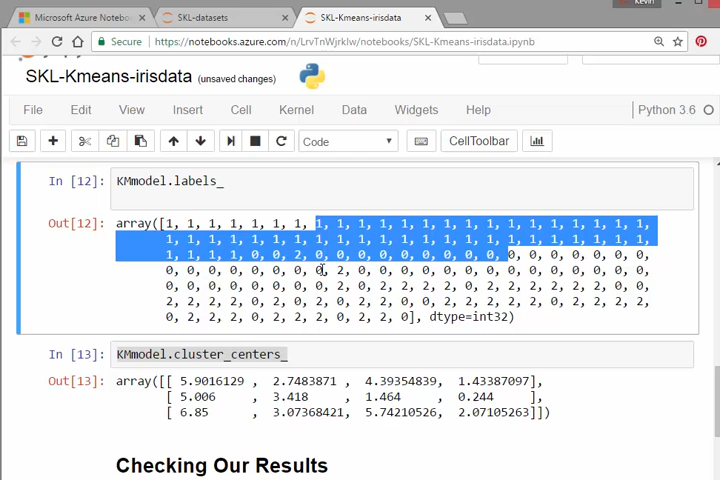 Kevin
Microsoft Azure Notebo
SKL-datasets
SKL-Kmeans-irisdata
Secure
https://notebooks.azure.com/n/LrvTnWjrkIw/notebooks/SKL-Kmeans-irisdata.ipynb
SKL-Kmeans-irisdata (unsaved changes)
File Edit View Insert Cell Kernel Data Widgets Help Python 3.6
Code CellToolbar
In [12]: KMmodel.labels_
Out[12]: array([1, 1, 1, 1, 1, 1, 1, 1, 1, 1, 1, 1, 1, 1, 1, 1, 1, 1, 1, 1, 1, 1, 1,
1, 1, 1, 1, 1, 1, 1, 1, 1, 1, 1, 1, 1, 1, 1, 1, 1, 1, 1, 1, 1, 1, 1,
1, 1, 1, 1, 0, 0, 2, 0, 0, 0, 0, 0, 0, 0, 0, 0, 0, 0, 0, 0, 0, 0, 0,
0, 0, 0, 0, 0, 0, 0, 0, 2, 0, 0, 0, 0, 0, 0, 0, 0, 0, 0, 0, 0, 0, 0,
0, 0, 0, 0, 0, 0, 0, 0, 2, 0, 2, 2, 2, 2, 0, 2, 2, 2, 2, 2, 2, 0, 0,
2, 2, 2, 2, 0, 2, 0, 2, 0, 2, 2, 0, 0, 2, 2, 2, 2, 2, 0, 2, 2, 2, 2,
0, 2, 2, 2, 0, 2, 2, 2, 0, 2, 2, 0], dtype=int32)
In [13]: KMmodel.cluster_centers_
Out[13]: array([[ 5.9016129 , 2.7483871 , 4.39354839, 1.43387097],
[ 5.006 , 3.418 , 1.464 , 0.244 ],
[ 6.85 , 3.07368421, 5.74210526, 2.07105263]])
Checking Our Results